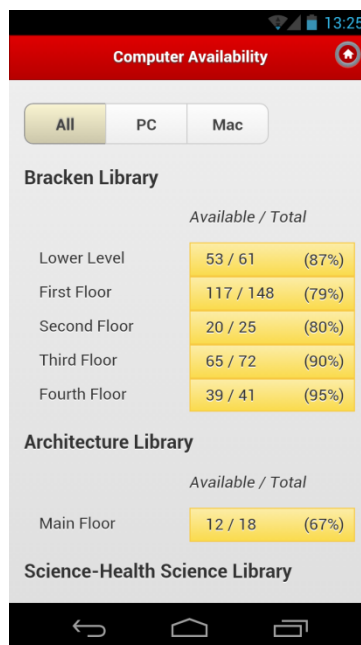 13:25
Computer Availability
All PC Mac
Bracken Library
Available / Total
Lower Level 53 / 61 (87%)
First Floor 117 / 148 (79%)
Second Floor 20 / 25 (80%)
Third Floor 65 / 72 (90%)
Fourth Floor 39 / 41 (95%)
Architecture Library
Available / Total
Main Floor 12 / 18 (67%)
Science-Health Science Library